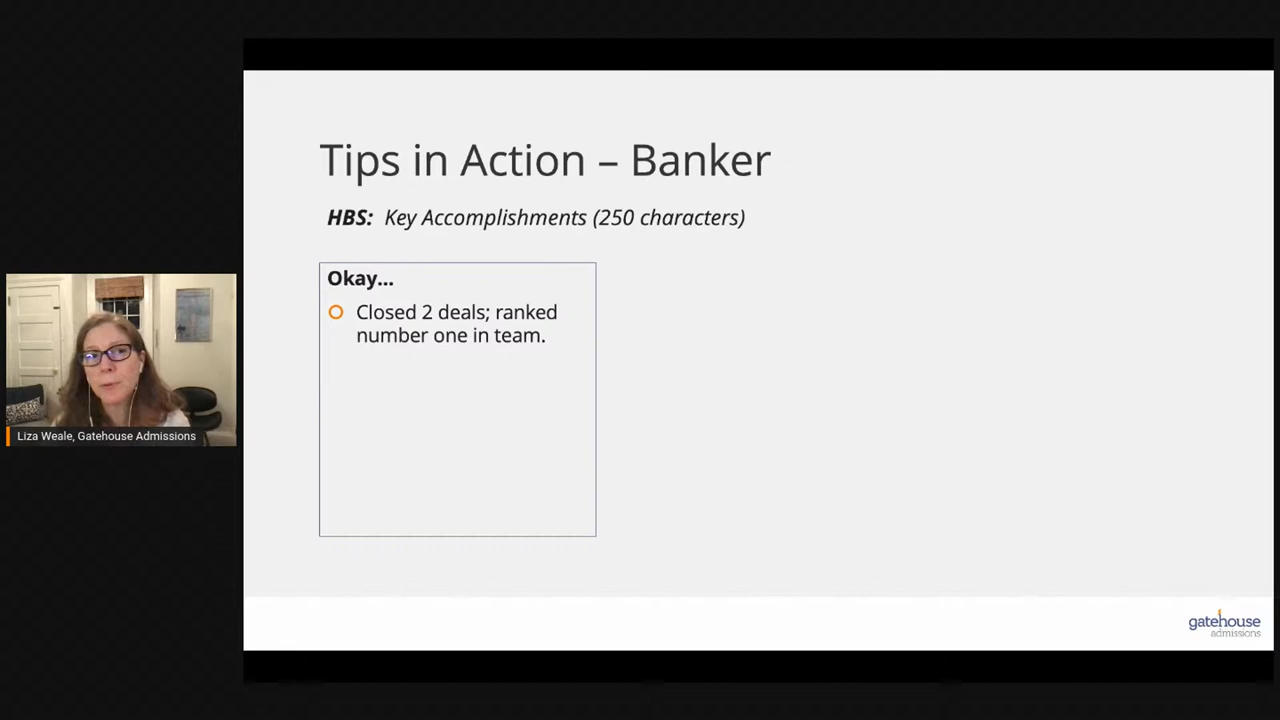 Tips in Action – Banker
HBS: Key Accomplishments (250 characters)
Okay...
Closed 2 deals; ranked
number one in team.
Liza Weale, Gatehouse Admissions
gatehouse
admissions